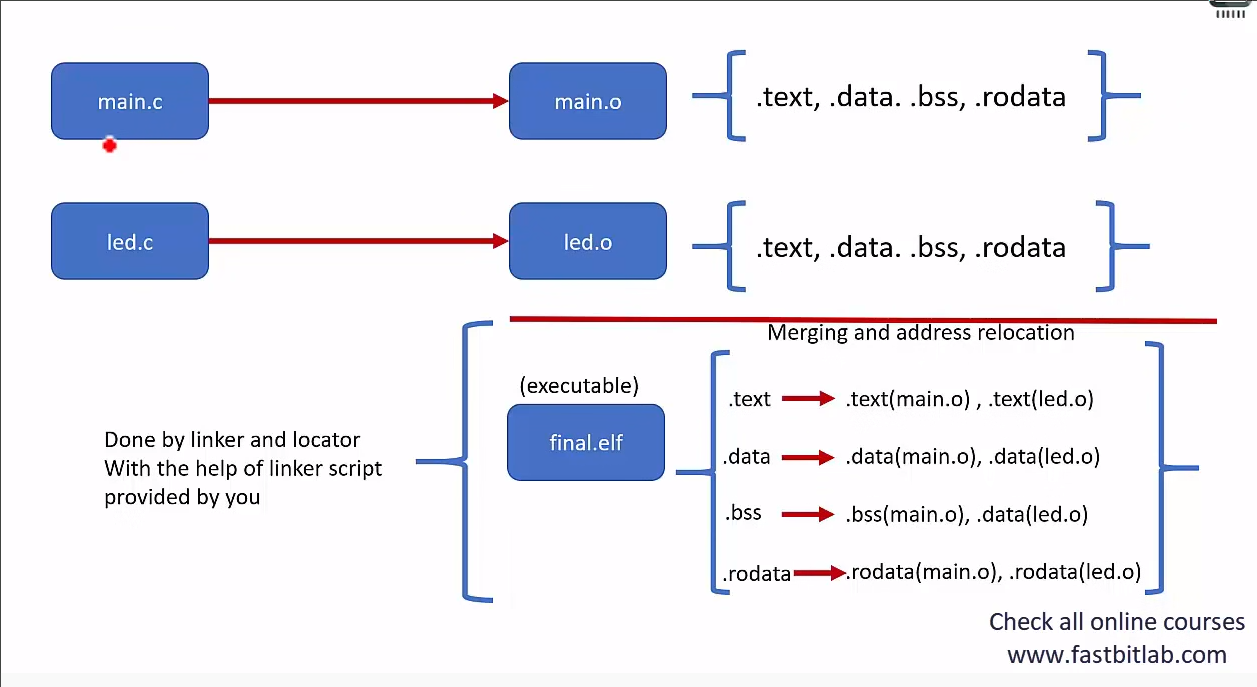 main.c
main.o
.text, .data. .bss, .rodata
led.c
led.o
.text, .data. .bss, .rodata
Merging and address relocation
(executable)
final.elf
Done by linker and locator
With the help of linker script
provided by you
.text .text(main.o) , .text(led.o)
.data .data(main.o), .data(led.o)
.bss .bss(main.o), .data(led.o)
.rodata .rodata(main.o), .rodata(led.o)
Check all online courses
www.fastbitlab.com